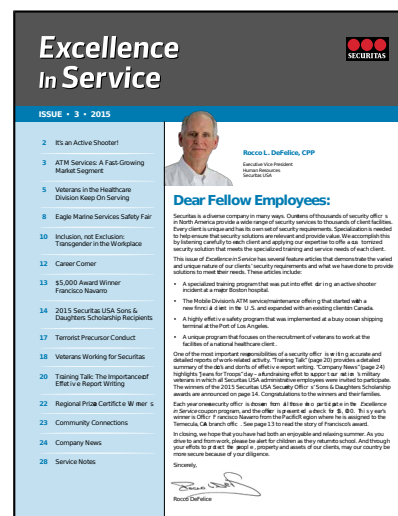 Excellence
In Service
SECURITAS
ISSUE • 3 • 2015
2 It's an Active Shooter!
3 ATM Services: A Fast-Growing
Market Segment
5 Veterans in the Healthcare
Division Keep On Serving
8 Eagle Marine Services Safety Fair
10 Inclusion, not Exclusion:
Transgender in the Workplace
12 Career Corner
13 $5,000 Award Winner
Francisco Navarro
14 2015 Securitas USA Sons &
Daughters Scholarship Recipients
17 Terrorist Precursor Conduct
18 Veterans Working for Securitas
20 Training Talk: The Importance of
Effective Report Writing
22 Regional Prize Certificate Winners
23 Community Connections
24 Company News
28 Service Notes
Rocco L. DeFelice, CPP
Executive Vice President
Human Resources
Securitas USA
Dear Fellow Employees:
Securitas is a diverse company in many ways. Our tens of thousands of security officers
in North America provide a wide range of security services to thousands of client facilities.
Every client is unique and has its own set of security requirements. Specialization is needed
to help ensure that security solutions are relevant and provide value. We accomplish this
by listening carefully to each client and applying our expertise to offer a customized
security solution that meets the specialized training and service needs of each client.
This issue of Excellence in Service has several feature articles that demonstrate the varied
and unique nature of our clients' security requirements and what we have done to provide
solutions to meet their needs. These articles include:
• A specialized training program that was put into effect during an active shooter
incident at a major Boston hospital.
• The Mobile Division's ATM service/maintenance offering that started with a
new financial client in the U.S. and expanded with an existing client in Canada.
• A highly effective safety program that was implemented at a busy ocean shipping
terminal at the Port of Los Angeles.
• A unique program that focuses on the recruitment of veterans to work at the
facilities of a national healthcare client.
One of the most important responsibilities of a security officer is writing accurate and
detailed reports of work-related activity. "Training Talk" (page 20) provides a detailed
summary of the do's and don'ts of effective report writing. "Company News" (page 24)
highlights "Jeans for Troops" day – a fundraising effort to support our nation's military
veterans in which all Securitas USA administrative employees were invited to participate.
The winners of the 2015 Securitas USA Security Officers' Sons & Daughters Scholarship
awards are announced on page 14. Congratulations to the winners and their families.
Each year one security officer is chosen from all those who participate in the Excellence
in Service coupon program, and the officer is presented a check for $5,000. This year's
winner is Officer Francisco Navarro from the Pacific Region where he is assigned to the
Temecula, CA branch office. See page 13 to read the story of Francisco's award.
In closing, we hope that you have had both an enjoyable and relaxing summer. As you
drive to and from work, please be alert for children as they return to school. And through
your efforts to protect the people, property and assets of our clients, may our country be
more secure because of your diligence.
Sincerely,
Rocco DeFelice